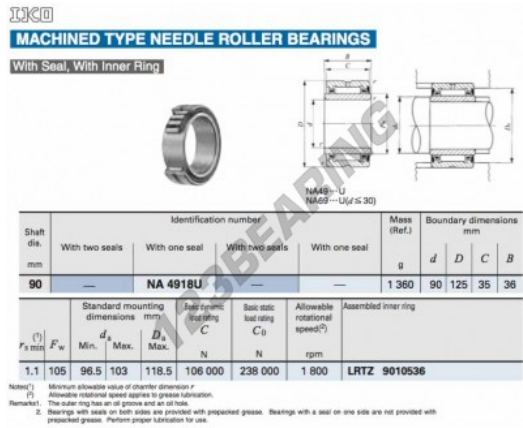 IKO
MACHINED TYPE NEEDLE ROLLER BEARINGS
With Seal, With Inner Ring
B
C
r
r
D
d
Fw
da
Da
NA49…U
NA69…U(d≦30)
123BEARING
Shaft dia. mm
Identification number
Mass (Ref.) g
Boundary dimensions mm
With two seals With one seal With two seals With one seal
d D C B
90 — NA 4918U — — 1 360 90 125 35 36
Standard mounting dimensions mm
Basic dynamic load rating C N
Basic static load rating C0 N
Allowable rotational speed(2) rpm
Assembled inner ring
(1) rs min Fw da Min. Max. Da Max.
1.1 105 96.5 103 118.5 106 000 238 000 1 800 LRTZ 9010536
Notes(1) Minimum allowable value of chamfer dimension r
(2) Allowable rotational speed applies to grease lubrication.
Remarks1. The outer ring has an oil groove and an oil hole.
2. Bearings with seals on both sides are provided with prepacked grease. Bearings with a seal on one side are not provided with
prepacked grease. Perform proper lubrication for use.